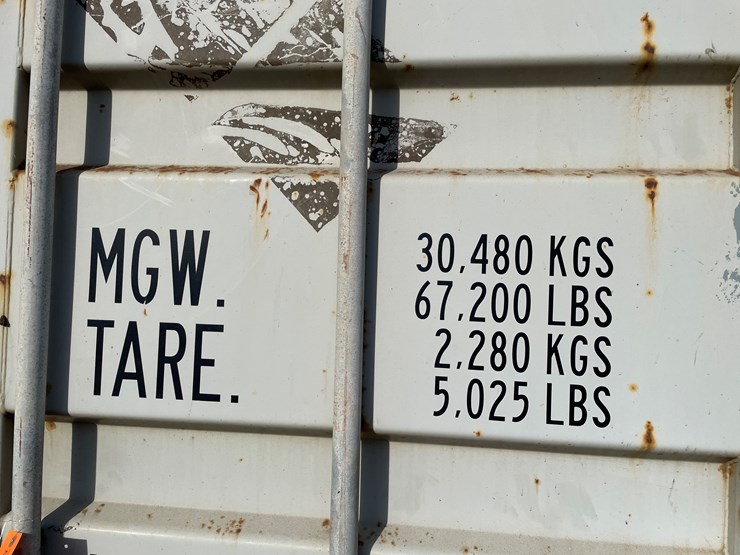 MGW. 30,480 KGS
67,200 LBS
TARE. 2,280 KGS
5,025 LBS